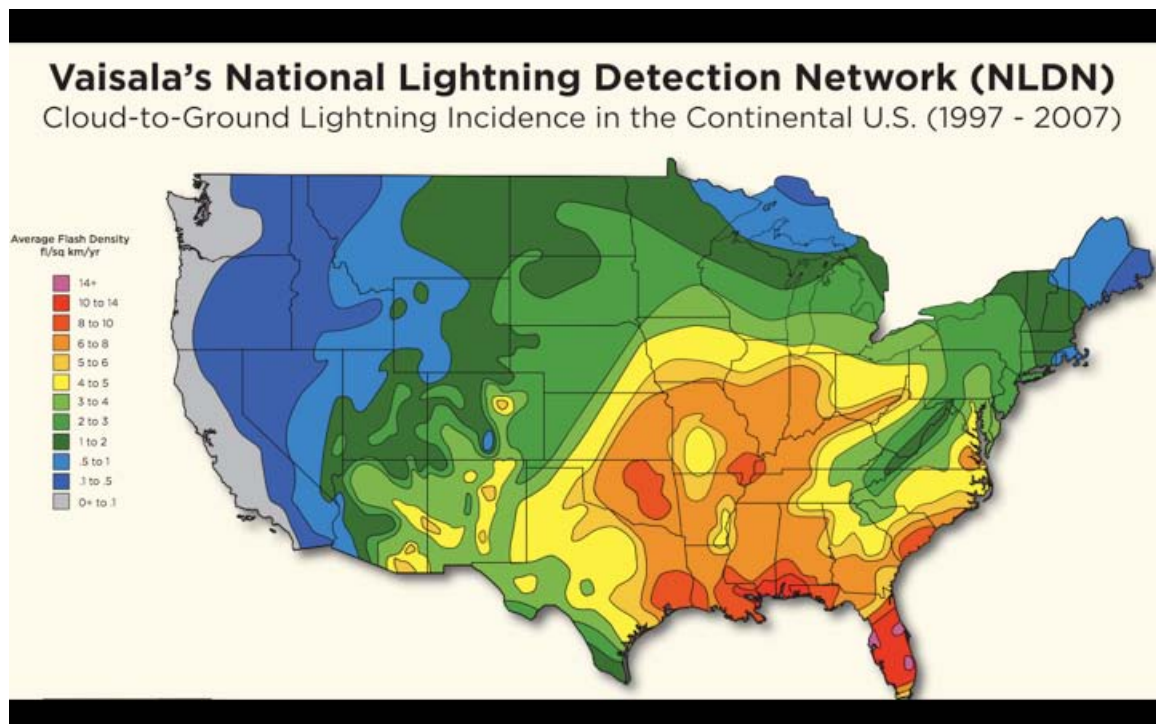 Vaisala's National Lightning Detection Network (NLDN)
Cloud-to-Ground Lightning Incidence in the Continental U.S. (1997 - 2007)
Average Flash Density
fl/sq km/yr
14+
10 to 14
8 to 10
6 to 8
5 to 6
4 to 5
3 to 4
2 to 3
1 to 2
.5 to 1
.1 to .5
0+ to .1